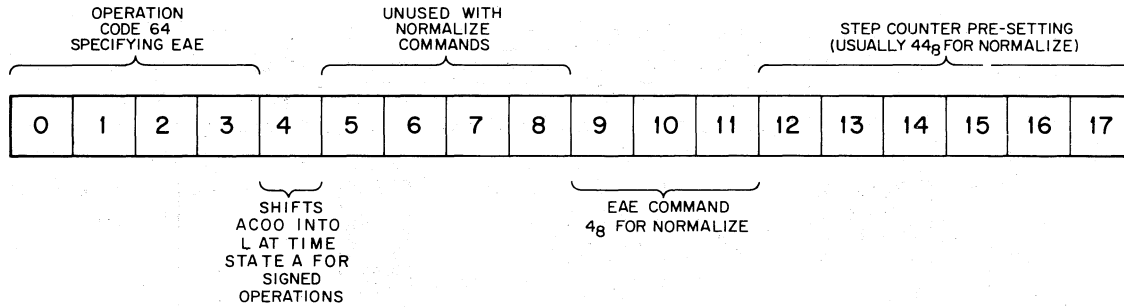 OPERATION
CODE 64
SPECIFYING EAE
UNUSED WITH
NORMALIZE
COMMANDS
STEP COUNTER PRE-SETTING
(USUALLY 44₈ FOR NORMALIZE)
0 1 2 3 4 5 6 7 8 9 10 11 12 13 14 15 16 17
SHIFTS
AC00 INTO
L AT TIME
STATE A FOR
SIGNED
OPERATIONS
EAE COMMAND
4₈ FOR NORMALIZE